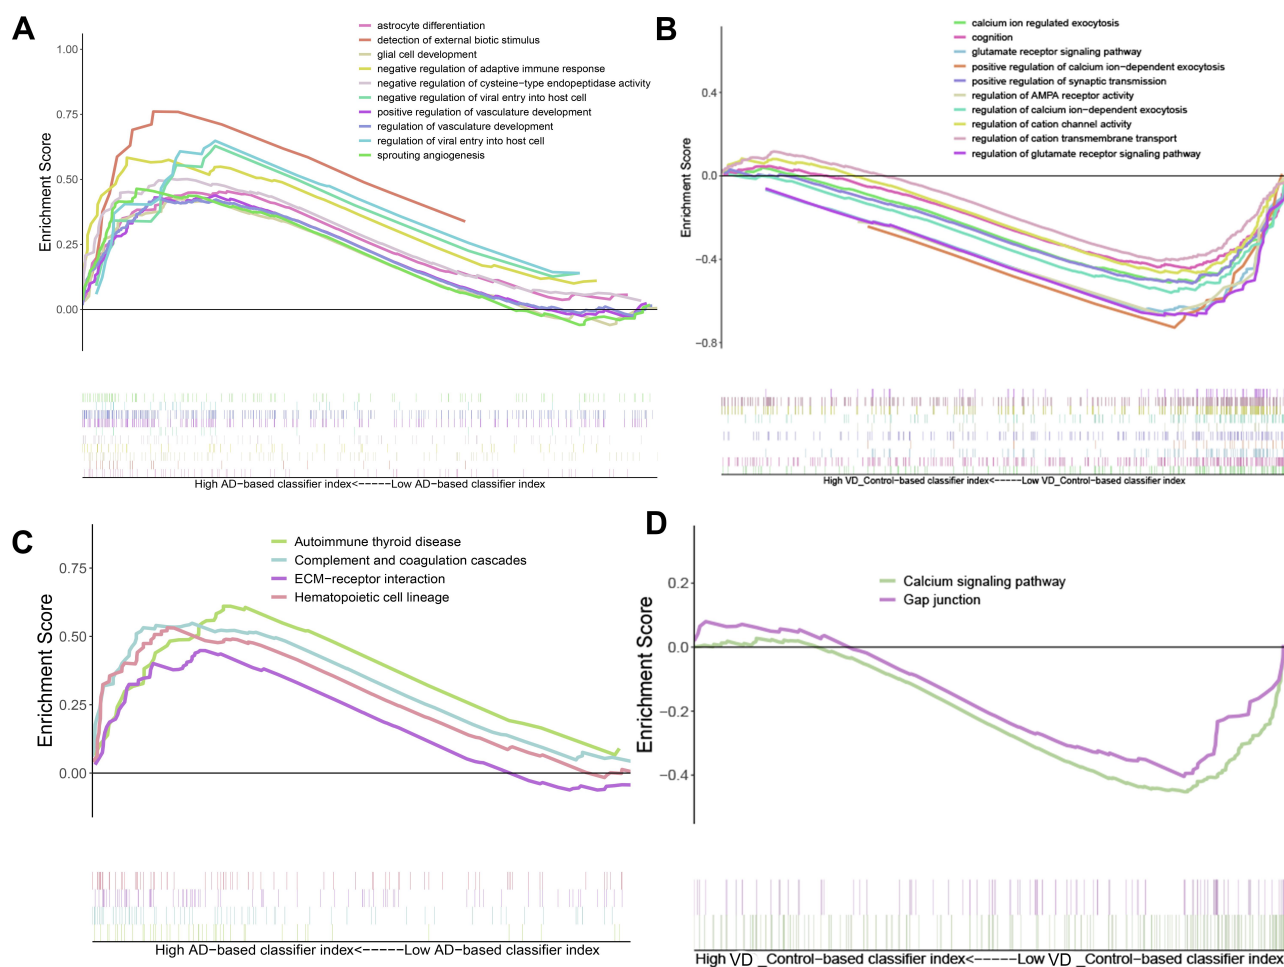 A
astrocyte differentiation
detection of external biotic stimulus
glial cell development
negative regulation of adaptive immune response
negative regulation of cysteine−type endopeptidase activity
negative regulation of viral entry into host cell
positive regulation of vasculature development
regulation of vasculature development
regulation of viral entry into host cell
sprouting angiogenesis
1.00
0.75
0.50
0.25
0.00
Enrichment Score
High AD−based classifier index<−−−−−Low AD−based classifier index
B
calcium ion regulated exocytosis
cognition
glutamate receptor signaling pathway
positive regulation of calcium ion−dependent exocytosis
positive regulation of synaptic transmission
regulation of AMPA receptor activity
regulation of calcium ion−dependent exocytosis
regulation of cation channel activity
regulation of cation transmembrane transport
regulation of glutamate receptor signaling pathway
0.4
0.0
−0.4
−0.8
Enrichment Score
High VD_Control−based classifier index<−−−−−Low VD_Control−based classifier index
C
Autoimmune thyroid disease
Complement and coagulation cascades
ECM−receptor interaction
Hematopoietic cell lineage
0.75
0.50
0.25
0.00
Enrichment Score
High AD−based classifier index<−−−−−Low AD−based classifier index
D
Calcium signaling pathway
Gap junction
0.2
0.0
−0.2
−0.4
Enrichment Score
High VD _Control−based classifier index<−−−−−Low VD _Control−based classifier index